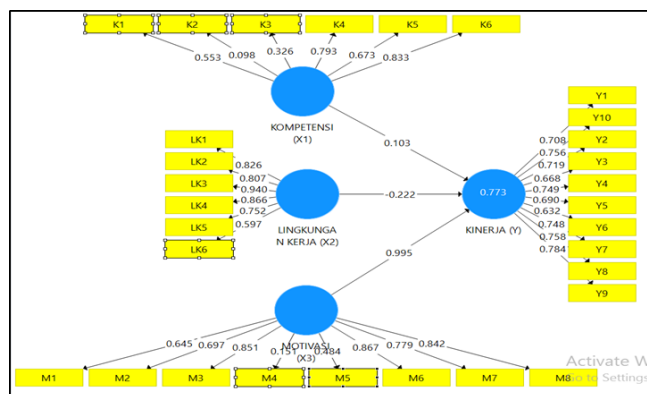 K1 K2 K3 K4 K5 K6
0.553 0.098 0.326 0.793 0.673 0.833
KOMPETENSI
(X1)
0.103
LK1
LK2
LK3
LK4
LK5
LK6
0.826
0.807
0.940
0.866
0.752
0.597
LINGKUNGA
N KERJA (X2)
-0.222
0.773
KINERJA (Y)
Y1
Y10
Y2
Y3
Y4
Y5
Y6
Y7
Y8
Y9
0.708
0.756
0.719
0.668
0.749
0.690
0.632
0.748
0.758
0.784
0.995
MOTIVASI
(X3)
0.645 0.697 0.851 0.151 0.484 0.867 0.779 0.842
M1 M2 M3 M4 M5 M6 M7 M8
Activate W
Go to Settings